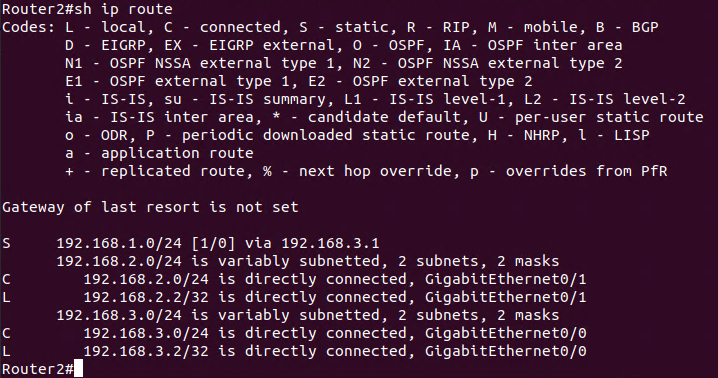 Router2#sh ip route
Codes: L - local, C - connected, S - static, R - RIP, M - mobile, B - BGP
       D - EIGRP, EX - EIGRP external, O - OSPF, IA - OSPF inter area
       N1 - OSPF NSSA external type 1, N2 - OSPF NSSA external type 2
       E1 - OSPF external type 1, E2 - OSPF external type 2
       i - IS-IS, su - IS-IS summary, L1 - IS-IS level-1, L2 - IS-IS level-2
       ia - IS-IS inter area, * - candidate default, U - per-user static route
       o - ODR, P - periodic downloaded static route, H - NHRP, l - LISP
       a - application route
       + - replicated route, % - next hop override, p - overrides from PfR

Gateway of last resort is not set

S     192.168.1.0/24 [1/0] via 192.168.3.1
      192.168.2.0/24 is variably subnetted, 2 subnets, 2 masks
C        192.168.2.0/24 is directly connected, GigabitEthernet0/1
L        192.168.2.2/32 is directly connected, GigabitEthernet0/1
      192.168.3.0/24 is variably subnetted, 2 subnets, 2 masks
C        192.168.3.0/24 is directly connected, GigabitEthernet0/0
L        192.168.3.2/32 is directly connected, GigabitEthernet0/0
Router2#